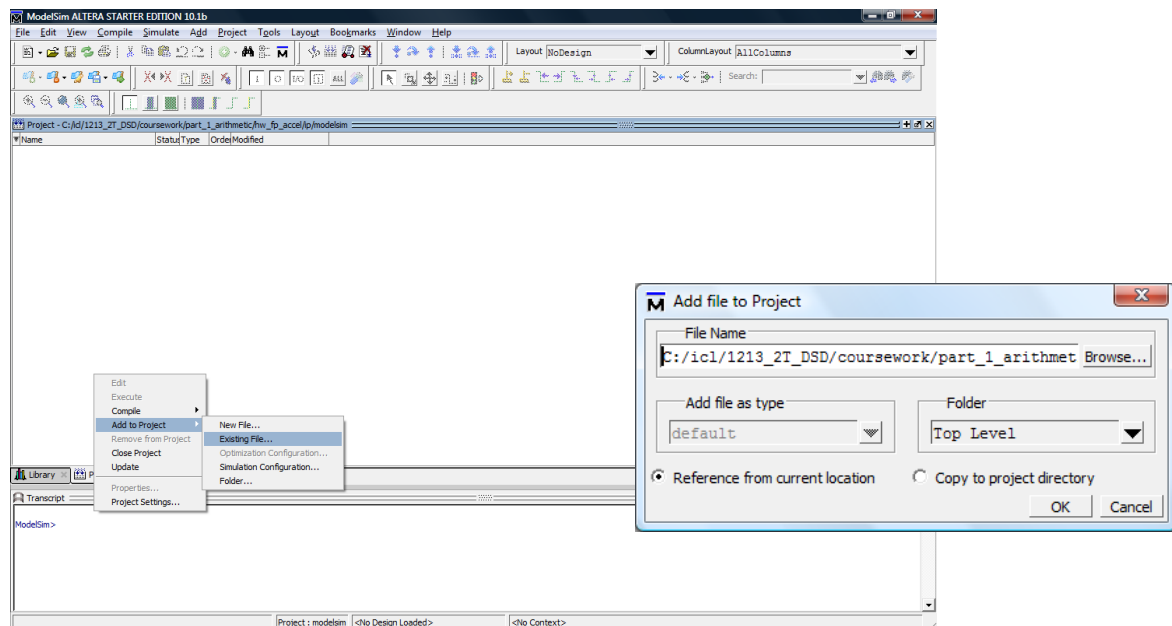 ModelSim ALTERA STARTER EDITION 10.1b
File Edit View Compile Simulate Add Project Tools Layout Bookmarks Window Help
Layout NoDesign ColumnLayout AllColumns
Search:
Project - C:/icl/1213_2T_DSD/coursework/part_1_arithmetic/hw_fp_accel/ip/modelsim
Name Status Type Order Modified
Edit
Execute
Compile
Add to Project
Remove from Project
Close Project
Update
Properties...
Project Settings...
New File...
Existing File...
Optimization Configuration...
Simulation Configuration...
Folder...
Library P
Transcript
ModelSim>
Project : modelsim <No Design Loaded> <No Context>
Add file to Project
File Name
C:/icl/1213_2T_DSD/coursework/part_1_arithmet Browse...
Add file as type Folder
default Top Level
Reference from current location Copy to project directory
OK Cancel